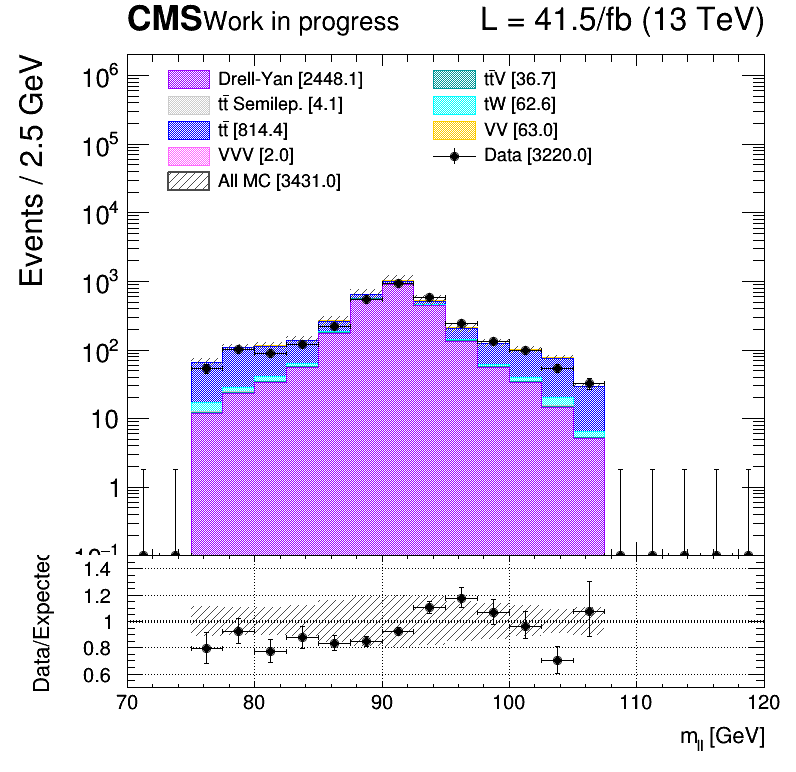 CMS Work in progress L = 41.5/fb (13 TeV)
Events / 2.5 GeV
Drell-Yan [2448.1] tt̄V [36.7]
tt̄ Semilep. [4.1] tW [62.6]
tt̄ [814.4] VV [63.0]
VVV [2.0] Data [3220.0]
All MC [3431.0]
10⁶
10⁵
10⁴
10³
10²
10
1
10⁻¹
Data/Expected
1.4
1.2
1
0.8
0.6
70 80 90 100 110 120
m_ll [GeV]